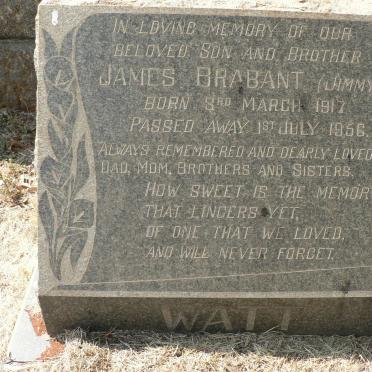 IN LOVING MEMORY OF OUR
BELOVED SON AND BROTHER
JAMES BRABANT (JIMMY
BORN 3RD MARCH 1917
PASSED AWAY 1ST JULY 1956.
ALWAYS REMEMBERED AND DEARLY LOVED
DAD, MOM, BROTHERS AND SISTERS.
HOW SWEET IS THE MEMOR
THAT LINGERS YET,
OF ONE THAT WE LOVED,
AND WILL NEVER FORGET.
WATT